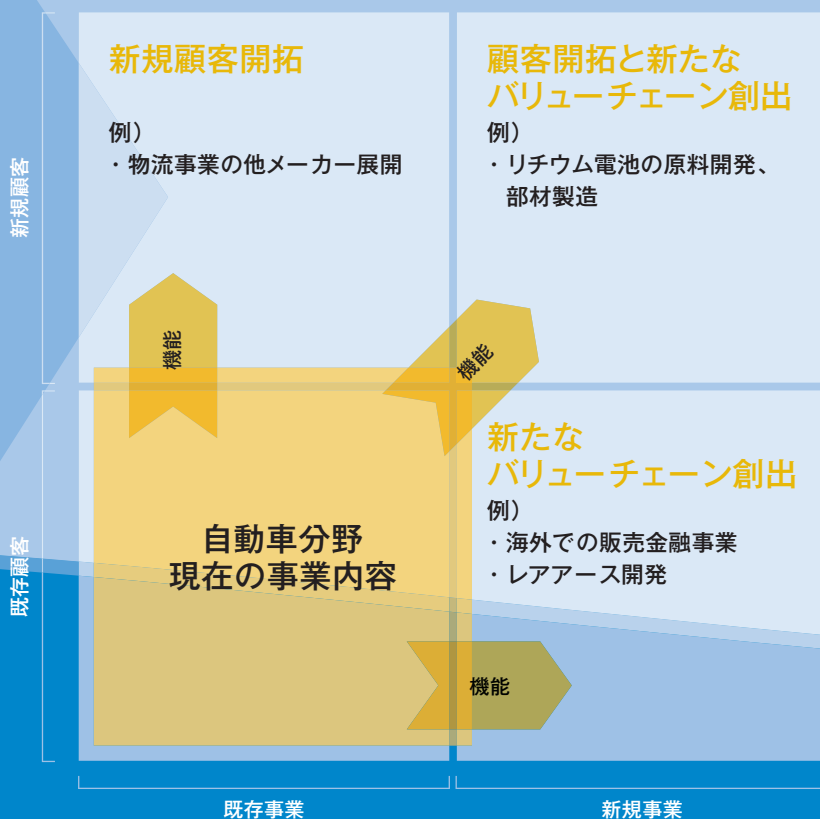 新規顧客開拓
例）
・物流事業の他メーカー展開
顧客開拓と新たな
バリューチェーン創出
例）
・リチウム電池の原料開発、
部材製造
新規顧客
機能
機能
自動車分野
現在の事業内容
新たな
バリューチェーン創出
例）
・海外での販売金融事業
・レアアース開発
既存顧客
機能
既存事業
新規事業